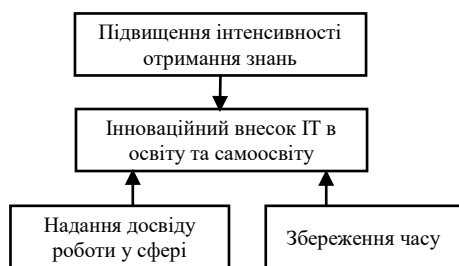 Підвищення інтенсивності
отримання знань
Інноваційний внесок ІТ в
освіту та самоосвіту
Надання досвіду
роботи у сфері
Збереження часу